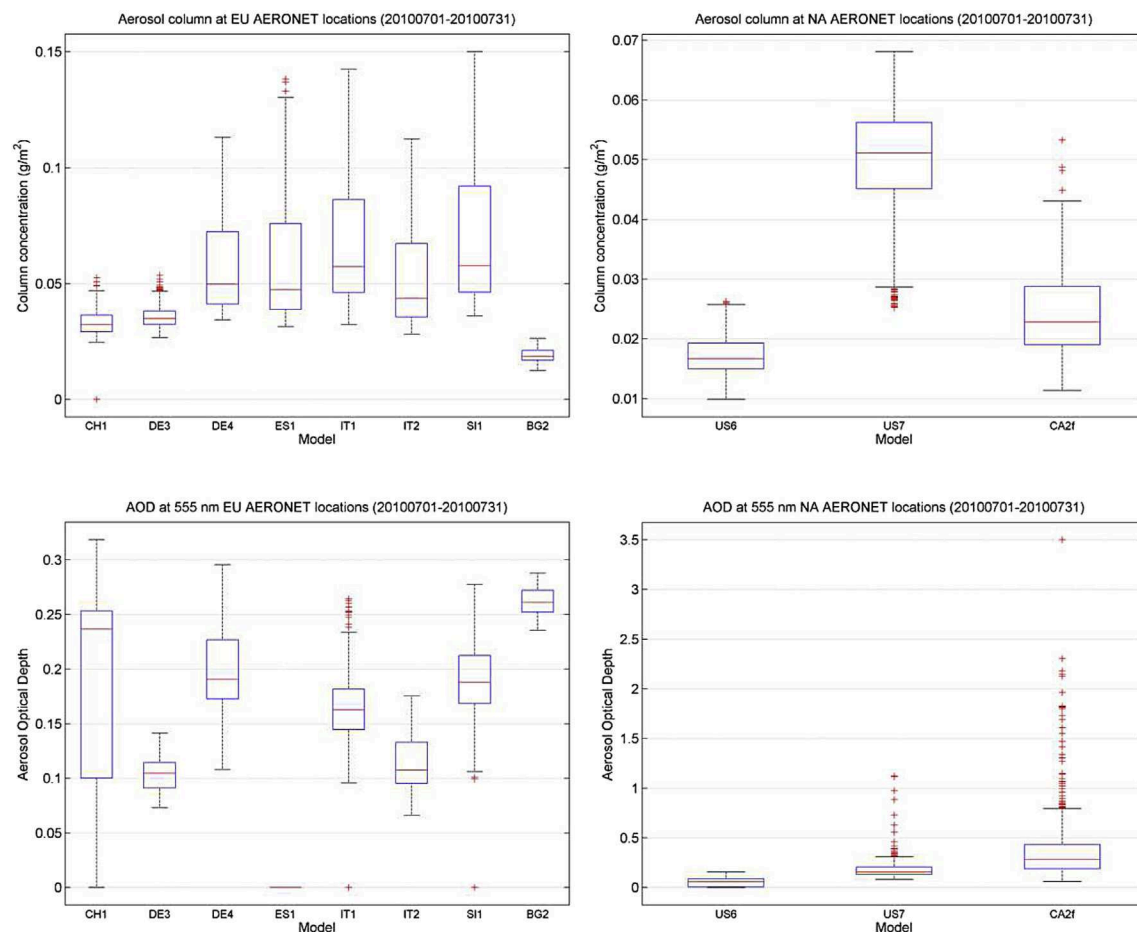 Aerosol column at EU AERONET locations (20100701-20100731)
Column concentration (g/m²)
0.15
0.1
0.05
0
CH1 DE3 DE4 ES1 IT1 IT2 SI1 BG2
Model
Aerosol column at NA AERONET locations (20100701-20100731)
Column concentration (g/m²)
0.07
0.06
0.05
0.04
0.03
0.02
0.01
US6 US7 CA2f
Model
AOD at 555 nm EU AERONET locations (20100701-20100731)
Aerosol Optical Depth
0.3
0.25
0.2
0.15
0.1
0.05
0
CH1 DE3 DE4 ES1 IT1 IT2 SI1 BG2
Model
AOD at 555 nm NA AERONET locations (20100701-20100731)
Aerosol Optical Depth
3.5
3
2.5
2
1.5
1
0.5
0
US6 US7 CA2f
Model